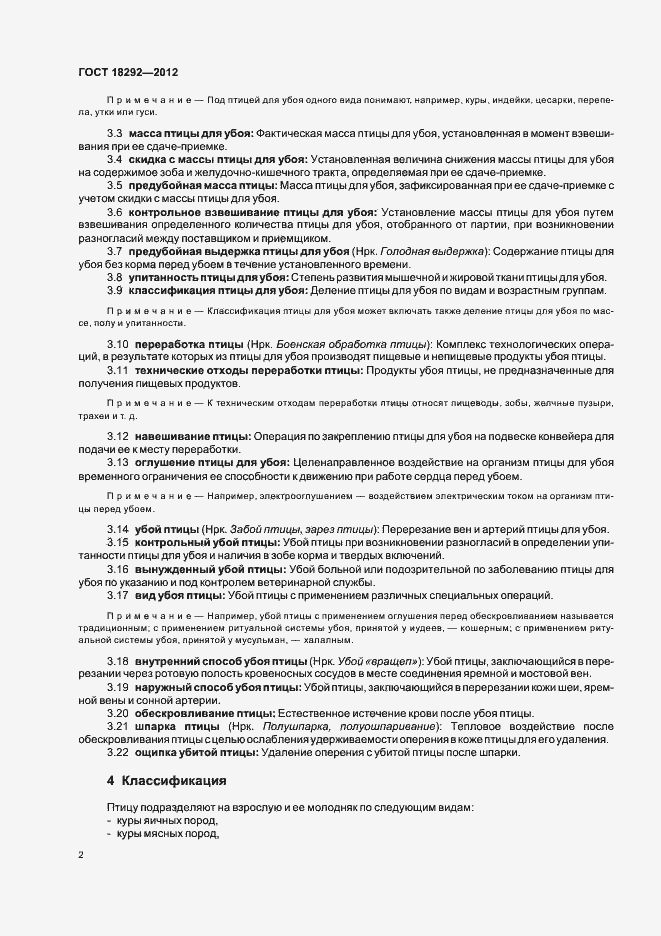 ГОСТ 18292—2012
П р и м е ч а н и е — Под птицей для убоя одного вида понимают, например, куры, индейки, цесарки, перепе-
ла, утки или гуси.
3.3 масса птицы для убоя: Фактическая масса птицы для убоя, установленная в момент взвеши-
вания при ее сдаче-приемке.
3.4 скидка с массы птицы для убоя: Установленная величина снижения массы птицы для убоя
на содержимое зоба и желудочно-кишечного тракта, определяемая при ее сдаче-приемке.
3.5 предубойная масса птицы: Масса птицы для убоя, зафиксированная при ее сдаче-приемке с
учетом скидки с массы птицы для убоя.
3.6 контрольное взвешивание птицы для убоя: Установление массы птицы для убоя путем
взвешивания определенного количества птицы для убоя, отобранного от партии, при возникновении
разногласий между поставщиком и приемщиком.
3.7 предубойная выдержка птицы для убоя (Нрк. Голодная выдержка): Содержание птицы для
убоя без корма перед убоем в течение установленного времени.
3.8 упитанность птицы для убоя: Степень развития мышечной и жировой ткани птицы для убоя.
3.9 классификация птицы для убоя: Деление птицы для убоя по видам и возрастным группам.
П р и м е ч а н и е — Классификация птицы для убоя может включать также деление птицы для убоя по мас-
се, полу и упитанности.
3.10 переработка птицы (Нрк. Боенская обработка птицы): Комплекс технологических опера-
ций, в результате которых из птицы для убоя производят пищевые и непищевые продукты убоя птицы.
3.11 технические отходы переработки птицы: Продукты убоя птицы, не предназначенные для
получения пищевых продуктов.
П р и м е ч а н и е — К техническим отходам переработки птицы относят пищеводы, зобы, желчные пузыри,
трахеи и т. д.
3.12 навешивание птицы: Операция по закреплению птицы для убоя на подвеске конвейера для
подачи ее к месту переработки.
3.13 оглушение птицы для убоя: Целенаправленное воздействие на организм птицы для убоя
временного ограничения ее способности к движению при работе сердца перед убоем.
П р и м е ч а н и е — Например, электрооглушением — воздействием электрическим током на организм пти-
цы перед убоем.
3.14 убой птицы (Нрк. Забой птицы, зарез птицы): Перерезание вен и артерий птицы для убоя.
3.15 контрольный убой птицы: Убой птицы при возникновении разногласий в определении упи-
танности птицы для убоя и наличия в зобе корма и твердых включений.
3.16 вынужденный убой птицы: Убой больной или подозрительной по заболеванию птицы для
убоя по указанию и под контролем ветеринарной службы.
3.17 вид убоя птицы: Убой птицы с применением различных специальных операций.
П р и м е ч а н и е — Например, убой птицы с применением оглушения перед обескровливанием называется
традиционным; с применением ритуальной системы убоя, принятой у иудеев, — кошерным; с применением риту-
альной системы убоя, принятой у мусульман, — халалным.
3.18 внутренний способ убоя птицы (Нрк. Убой «вращеп»): Убой птицы, заключающийся в пере-
резании через ротовую полость кровеносных сосудов в месте соединения яремной и мостовой вен.
3.19 наружный способ убоя птицы: Убой птицы, заключающийся в перерезании кожи шеи, ярем-
ной вены и сонной артерии.
3.20 обескровливание птицы: Естественное истечение крови после убоя птицы.
3.21 шпарка птицы (Нрк. Полушпарка, полуошпаривание): Тепловое воздействие после
обескровливания птицы с целью ослабления удерживаемости оперения в коже птицы для его удаления.
3.22 ощипка убитой птицы: Удаление оперения с убитой птицы после шпарки.
4 Классификация
Птицу подразделяют на взрослую и ее молодняк по следующим видам:
- куры яичных пород,
- куры мясных пород,
2